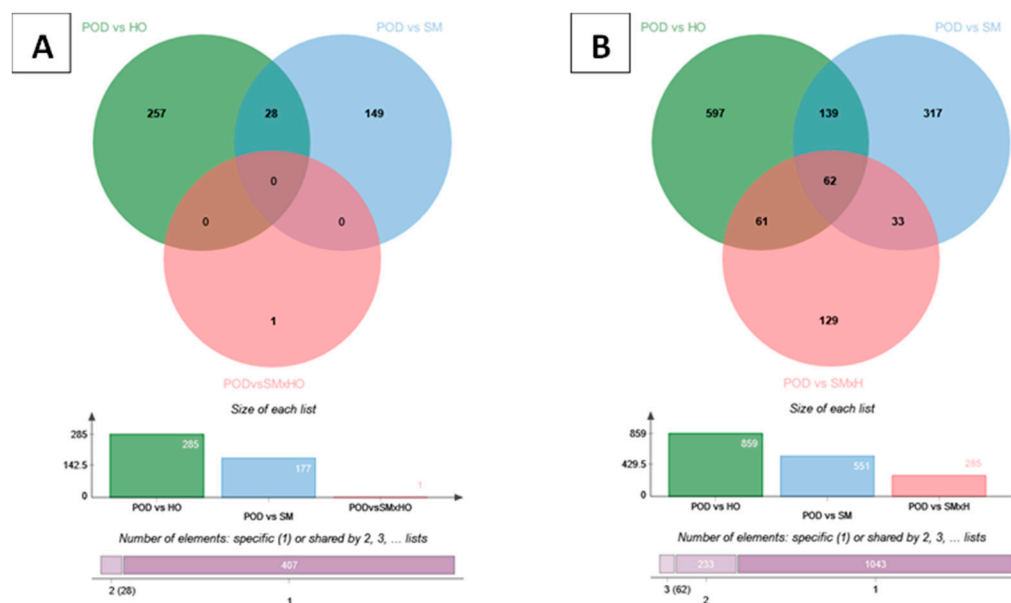 A
POD vs HO
POD vs SM
257
28
149
0
0
0
1
PODvsSMxHO
Size of each list
285
142.5
0
285
177
1
POD vs HO
POD vs SM
PODvsSMxHO
Number of elements: specific (1) or shared by 2, 3, ... lists
407
2 (28)
1
B
POD vs HO
POD vs SM
597
139
317
62
61
33
129
POD vs SMxH
Size of each list
859
429.5
0
859
551
285
POD vs HO
POD vs SM
POD vs SMxH
Number of elements: specific (1) or shared by 2, 3, ... lists
233
1043
3 (62)
2
1